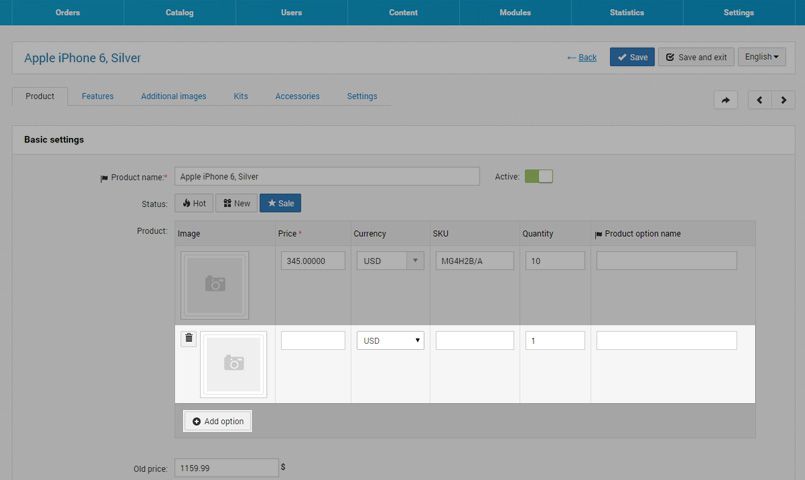 Orders Catalog Users Content Modules Statistics Settings
Apple iPhone 6, Silver
← Back Save Save and exit English
Product Features Additional images Kits Accessories Settings
Basic settings
Product name:* Apple iPhone 6, Silver Active:
Status: Hot New Sale
Product: Image Price * Currency SKU Quantity Product option name
345.00000 USD MG4H2B/A 10
USD 1
Add option
Old price: 1159.99 $